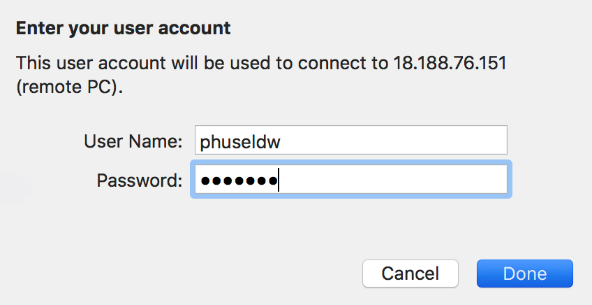 Enter your user account
This user account will be used to connect to 18.188.76.151
(remote PC).
User Name: phuseldw
Password: •••••••
Cancel Done